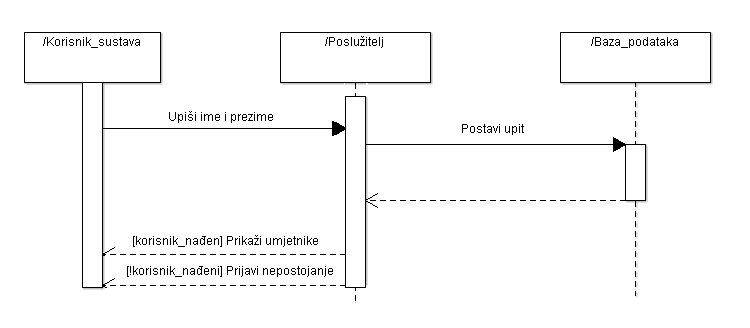 /Korisnik_sustava
/Poslužitelj
/Baza_podataka
Upiši ime i prezime
Postavi upit
[korisnik_nađen] Prikaži umjetnike
[!korisnik_nađeni] Prijavi nepostojanje